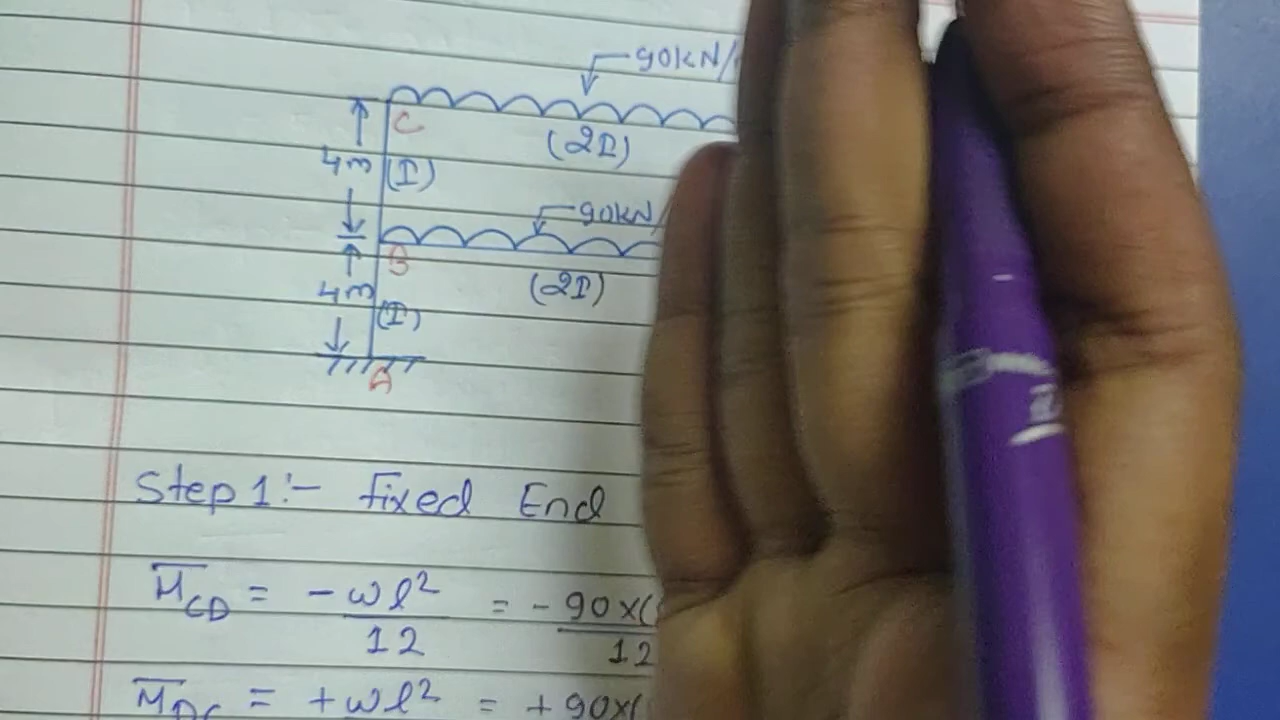 90KN/
C
(2I)
4m
(I)
90KN/
B
(2I)
4m
(I)
A
Step 1:- Fixed End
M̅CD = -wl²/12 = -90×(/12
M̅DC = +wl² = +90×(